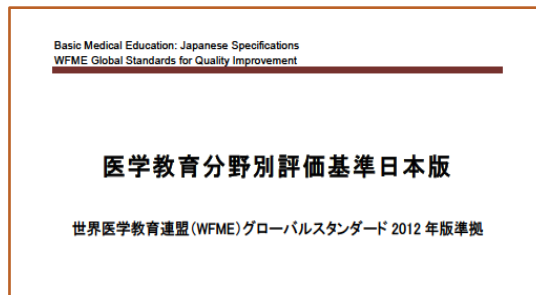 Basic Medical Education: Japanese Specifications
WFME Global Standards for Quality Improvement
医学教育分野別評価基準日本版
世界医学教育連盟(WFME)グローバルスタンダード 2012 年版準拠